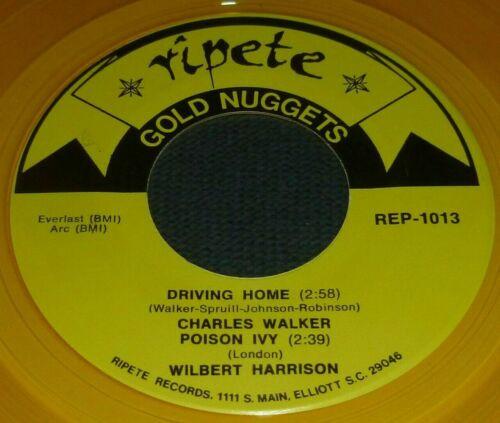 ripete
GOLD NUGGETS
Everlast (BMI)
Arc (BMI)
REP-1013
DRIVING HOME (2:58)
(Walker-Spruill-Johnson-Robinson)
CHARLES WALKER
POISON IVY (2:39)
(London)
WILBERT HARRISON
RIPETE RECORDS, 1111 S. MAIN, ELLIOTT S.C. 29046